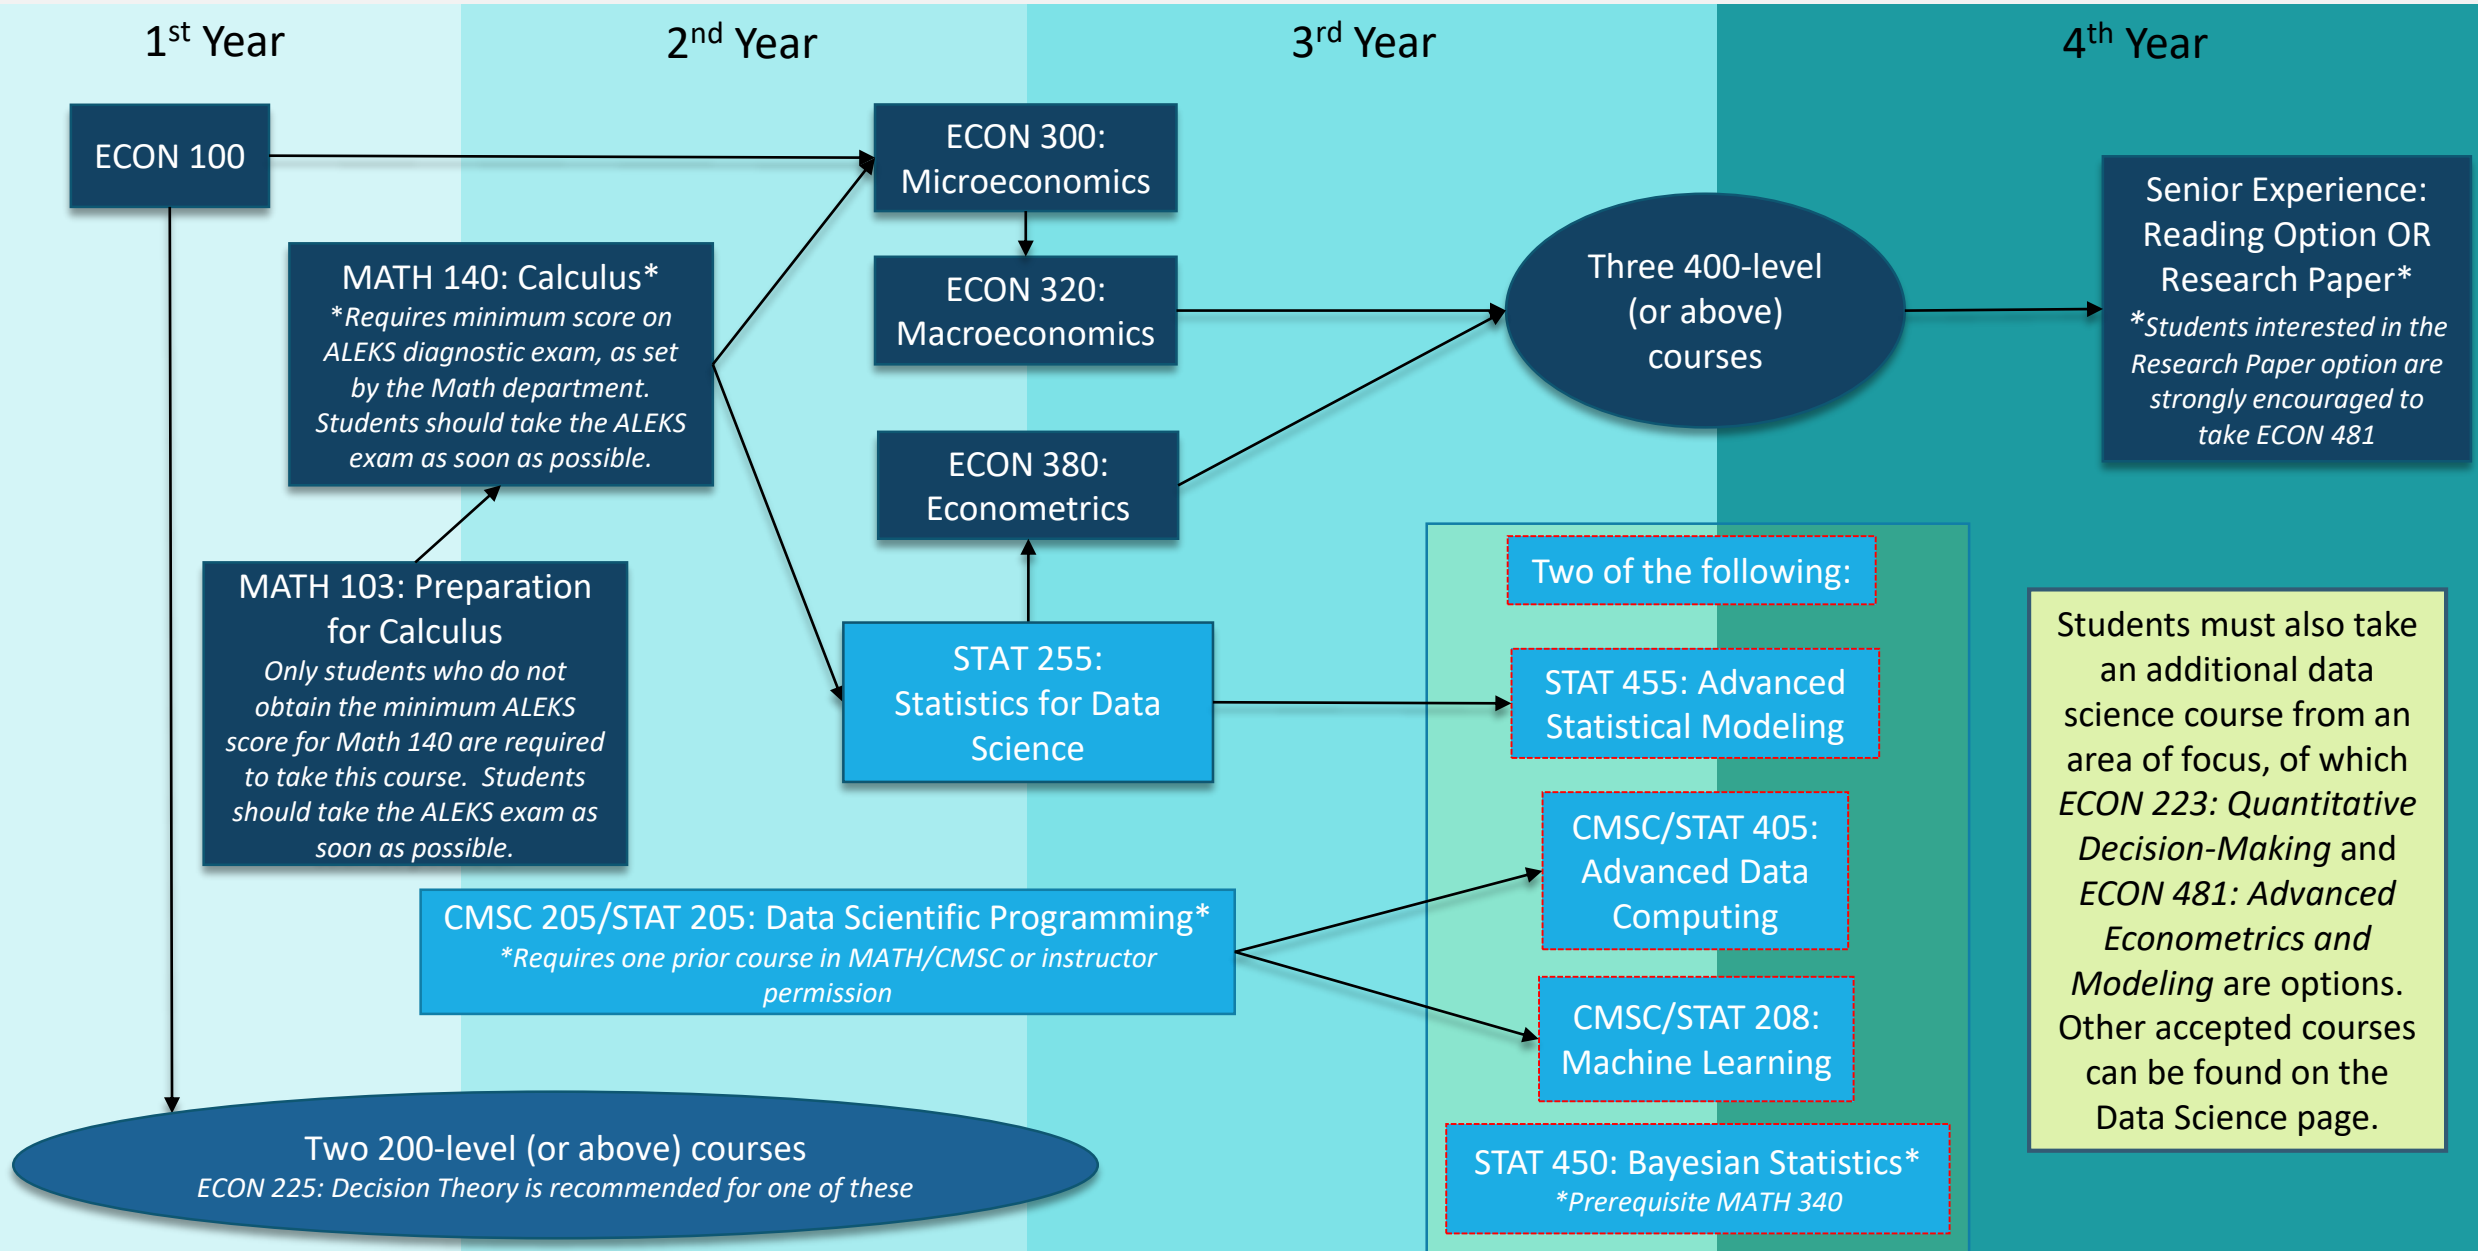 1st Year
2nd Year
3rd Year
4th Year
ECON 100
ECON 300:
Microeconomics
MATH 140: Calculus*
*Requires minimum score on
ALEKS diagnostic exam, as set
by the Math department.
Students should take the ALEKS
exam as soon as possible.
ECON 320:
Macroeconomics
Three 400-level
(or above)
courses
Senior Experience:
Reading Option OR
Research Paper*
*Students interested in the
Research Paper option are
strongly encouraged to
take ECON 481
ECON 380:
Econometrics
MATH 103: Preparation
for Calculus
Only students who do not
obtain the minimum ALEKS
score for Math 140 are required
to take this course.  Students
should take the ALEKS exam as
soon as possible.
STAT 255:
Statistics for Data
Science
Two of the following:
STAT 455: Advanced
Statistical Modeling
CMSC/STAT 405:
Advanced Data
Computing
CMSC 205/STAT 205: Data Scientific Programming*
*Requires one prior course in MATH/CMSC or instructor
permission
CMSC/STAT 208:
Machine Learning
STAT 450: Bayesian Statistics*
*Prerequisite MATH 340
Students must also take
an additional data
science course from an
area of focus, of which
ECON 223: Quantitative
Decision-Making and
ECON 481: Advanced
Econometrics and
Modeling are options.
Other accepted courses
can be found on the
Data Science page.
Two 200-level (or above) courses
ECON 225: Decision Theory is recommended for one of these